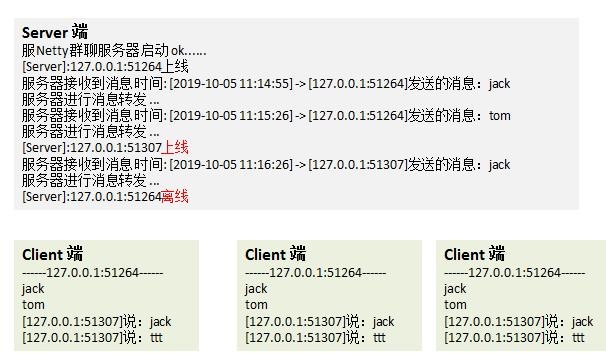 Server 端
服Netty群聊服务器启动 ok......
[Server]:127.0.0.1:51264上线
服务器接收到消息 时间: [2019-10-05 11:14:55] -> [127.0.0.1:51264]发送的消息：jack
服务器进行消息转发 ...
服务器接收到消息 时间: [2019-10-05 11:15:26] -> [127.0.0.1:51264]发送的消息：tom
服务器进行消息转发 ...
[Server]:127.0.0.1:51307上线
服务器接收到消息 时间: [2019-10-05 11:16:26] -> [127.0.0.1:51307]发送的消息：jack
服务器进行消息转发 ...
[Server]:127.0.0.1:51264离线
Client 端
------127.0.0.1:51264------
jack
tom
[127.0.0.1:51307]说：jack
[127.0.0.1:51307]说：ttt
Client 端
------127.0.0.1:51264------
jack
tom
[127.0.0.1:51307]说：jack
[127.0.0.1:51307]说：ttt
Client 端
------127.0.0.1:51264------
jack
tom
[127.0.0.1:51307]说：jack
[127.0.0.1:51307]说：ttt